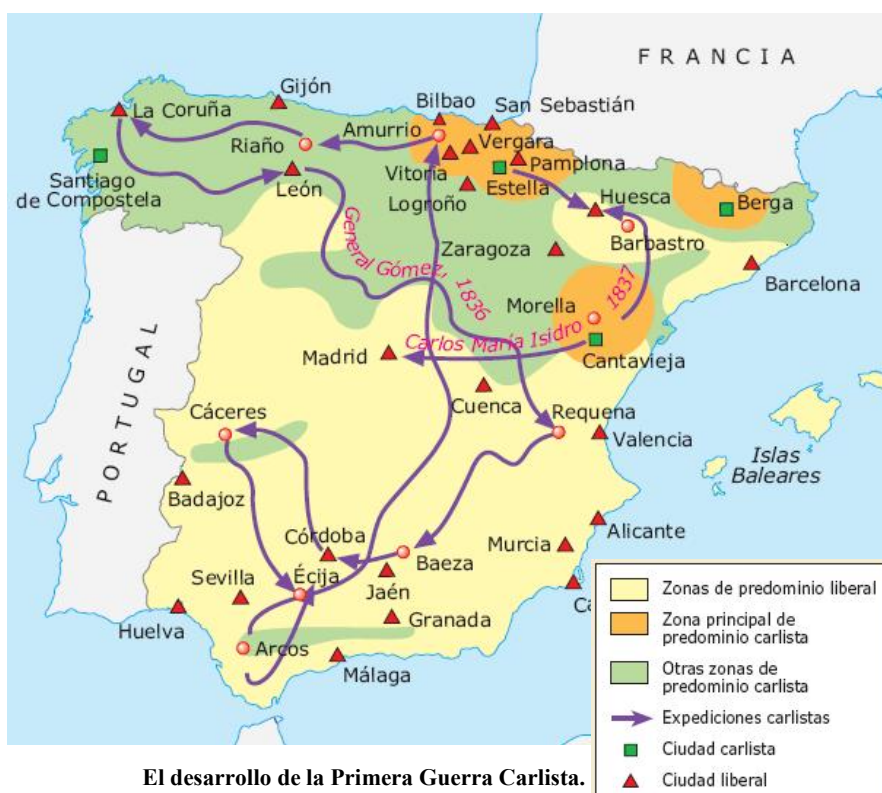 FRANCIA
Gijón
La Coruña
Bilbao
San Sebastián
Amurrio
Vergara
Riaño
Pamplona
Vitoria
Santiago
de Compostela
León
Estella
Huesca
Logroño
Berga
Barbastro
General Gómez, 1836
Zaragoza
Barcelona
Morella
1837
Carlos María Isidro
Madrid
Cantavieja
PORTUGAL
Cuenca
Cáceres
Requena
Valencia
Islas
Baleares
Badajoz
Alicante
Córdoba
Murcia
Baeza
Sevilla
Écija
Jaén
Huelva
Granada
Arcos
Málaga
Zonas de predominio liberal
Zona principal de
predominio carlista
Otras zonas de
predominio carlista
Expediciones carlistas
Ciudad carlista
Ciudad liberal
El desarrollo de la Primera Guerra Carlista.